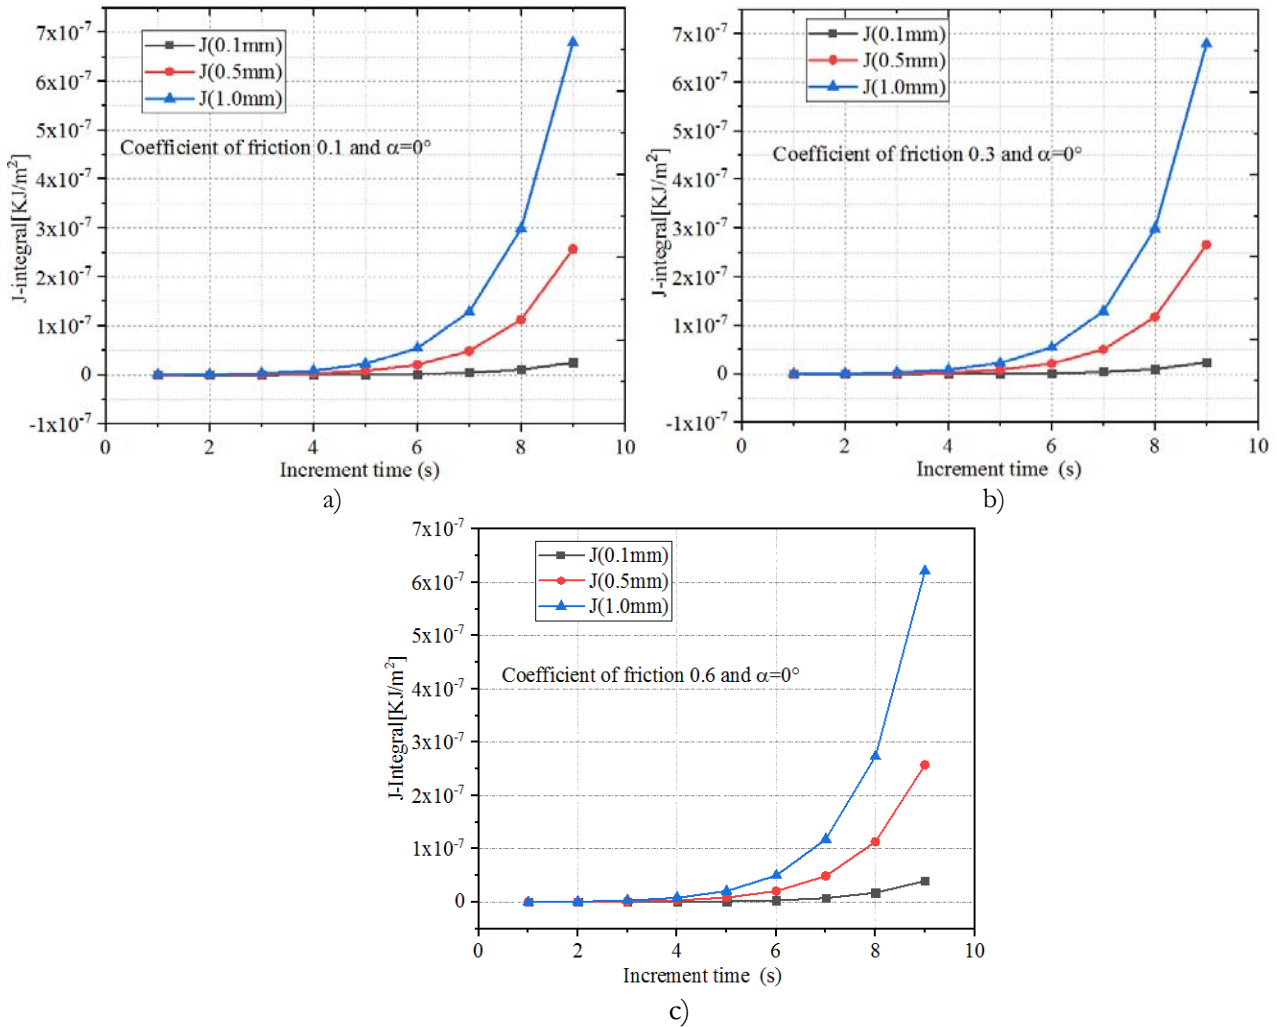 7x10⁻⁷
6x10⁻⁷
5x10⁻⁷
4x10⁻⁷
3x10⁻⁷
2x10⁻⁷
1x10⁻⁷
0
-1x10⁻⁷
J-integral[KJ/m²]
J(0.1mm)
J(0.5mm)
J(1.0mm)
Coefficient of friction 0.1 and α=0°
0 2 4 6 8 10
Increment time (s)
a)
7x10⁻⁷
6x10⁻⁷
5x10⁻⁷
4x10⁻⁷
3x10⁻⁷
2x10⁻⁷
1x10⁻⁷
0
-1x10⁻⁷
J-integral[KJ/m²]
J(0.1mm)
J(0.5mm)
J(1.0mm)
Coefficient of friction 0.3 and α=0°
0 2 4 6 8 10
Increment time (s)
b)
7x10⁻⁷
6x10⁻⁷
5x10⁻⁷
4x10⁻⁷
3x10⁻⁷
2x10⁻⁷
1x10⁻⁷
0
J-Integral[KJ/m²]
J(0.1mm)
J(0.5mm)
J(1.0mm)
Coefficient of friction 0.6 and α=0°
0 2 4 6 8 10
Increment time (s)
c)